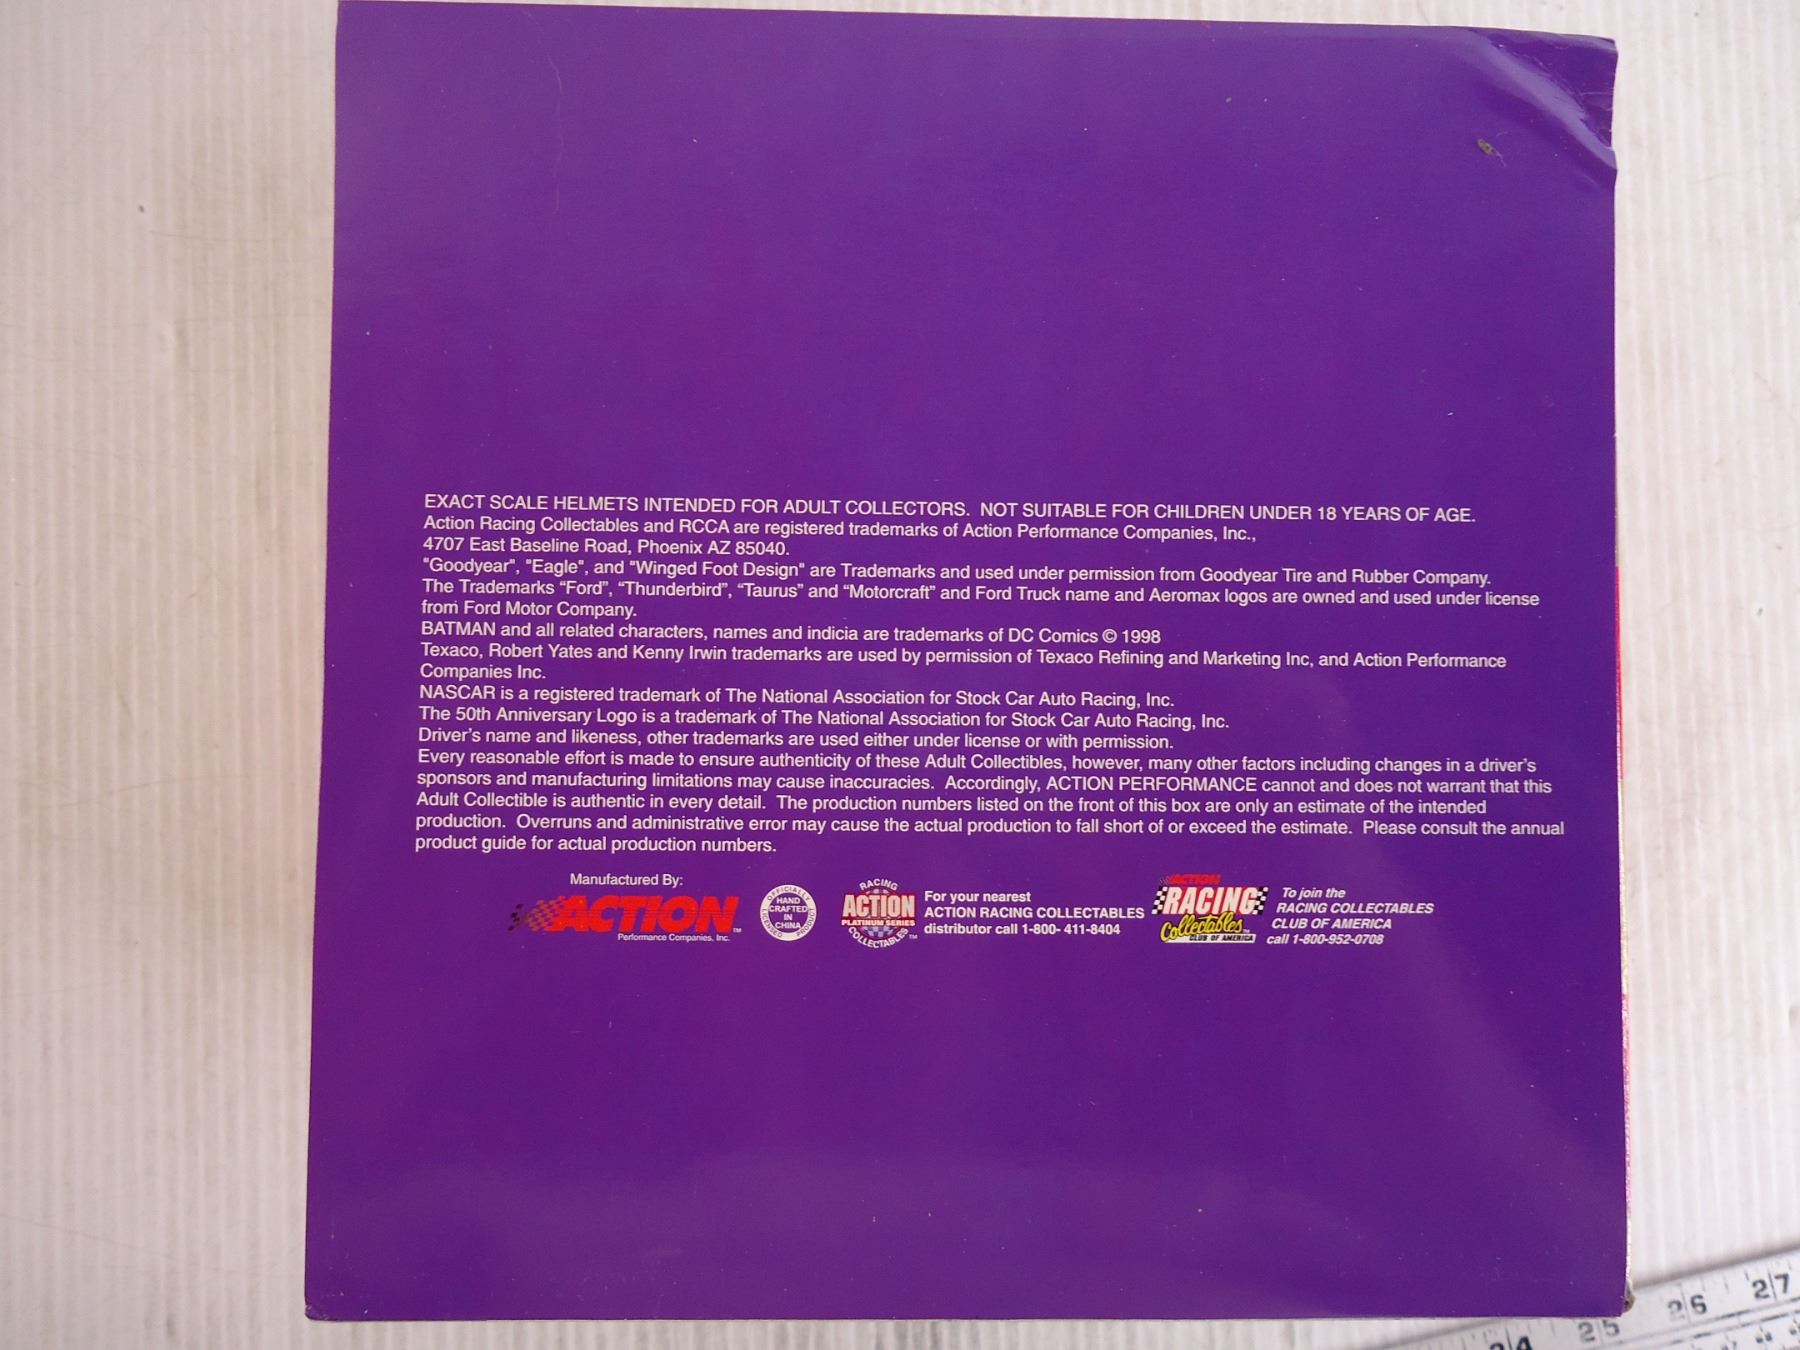 EXACT SCALE HELMETS INTENDED FOR ADULT COLLECTORS.  NOT SUITABLE FOR CHILDREN UNDER 18 YEARS OF AGE.
Action Racing Collectables and RCCA are registered trademarks of Action Performance Companies, Inc.,
4707 East Baseline Road, Phoenix AZ 85040.
"Goodyear", "Eagle", and "Winged Foot Design" are Trademarks and used under permission from Goodyear Tire and Rubber Company.
The Trademarks “Ford”, “Thunderbird”, “Taurus” and “Motorcraft” and Ford Truck name and Aeromax logos are owned and used under license
from Ford Motor Company.
BATMAN and all related characters, names and indicia are trademarks of DC Comics © 1998
Texaco, Robert Yates and Kenny Irwin trademarks are used by permission of Texaco Refining and Marketing Inc, and Action Performance
Companies Inc.
NASCAR is a registered trademark of The National Association for Stock Car Auto Racing, Inc.
The 50th Anniversary Logo is a trademark of The National Association for Stock Car Auto Racing, Inc.
Driver’s name and likeness, other trademarks are used either under license or with permission.
Every reasonable effort is made to ensure authenticity of these Adult Collectibles, however, many other factors including changes in a driver’s
sponsors and manufacturing limitations may cause inaccuracies.  Accordingly, ACTION PERFORMANCE cannot and does not warrant that this
Adult Collectible is authentic in every detail.  The production numbers listed on the front of this box are only an estimate of the intended
production.  Overruns and administrative error may cause the actual production to fall short of or exceed the estimate.  Please consult the annual
product guide for actual production numbers.
Manufactured By:
ACTION™
Performance Companies, Inc.
OFFICIALLY LICENSED PRODUCT
HAND
CRAFTED
IN
CHINA
RACING
ACTION
PLATINUM SERIES
COLLECTABLES™
For your nearest
ACTION RACING COLLECTABLES
distributor call 1-800- 411-8404
ACTION
RACING
Collectables™
CLUB OF AMERICA
To join the
RACING COLLECTABLES
CLUB OF AMERICA
call 1-800-952-0708
24 25 26 27